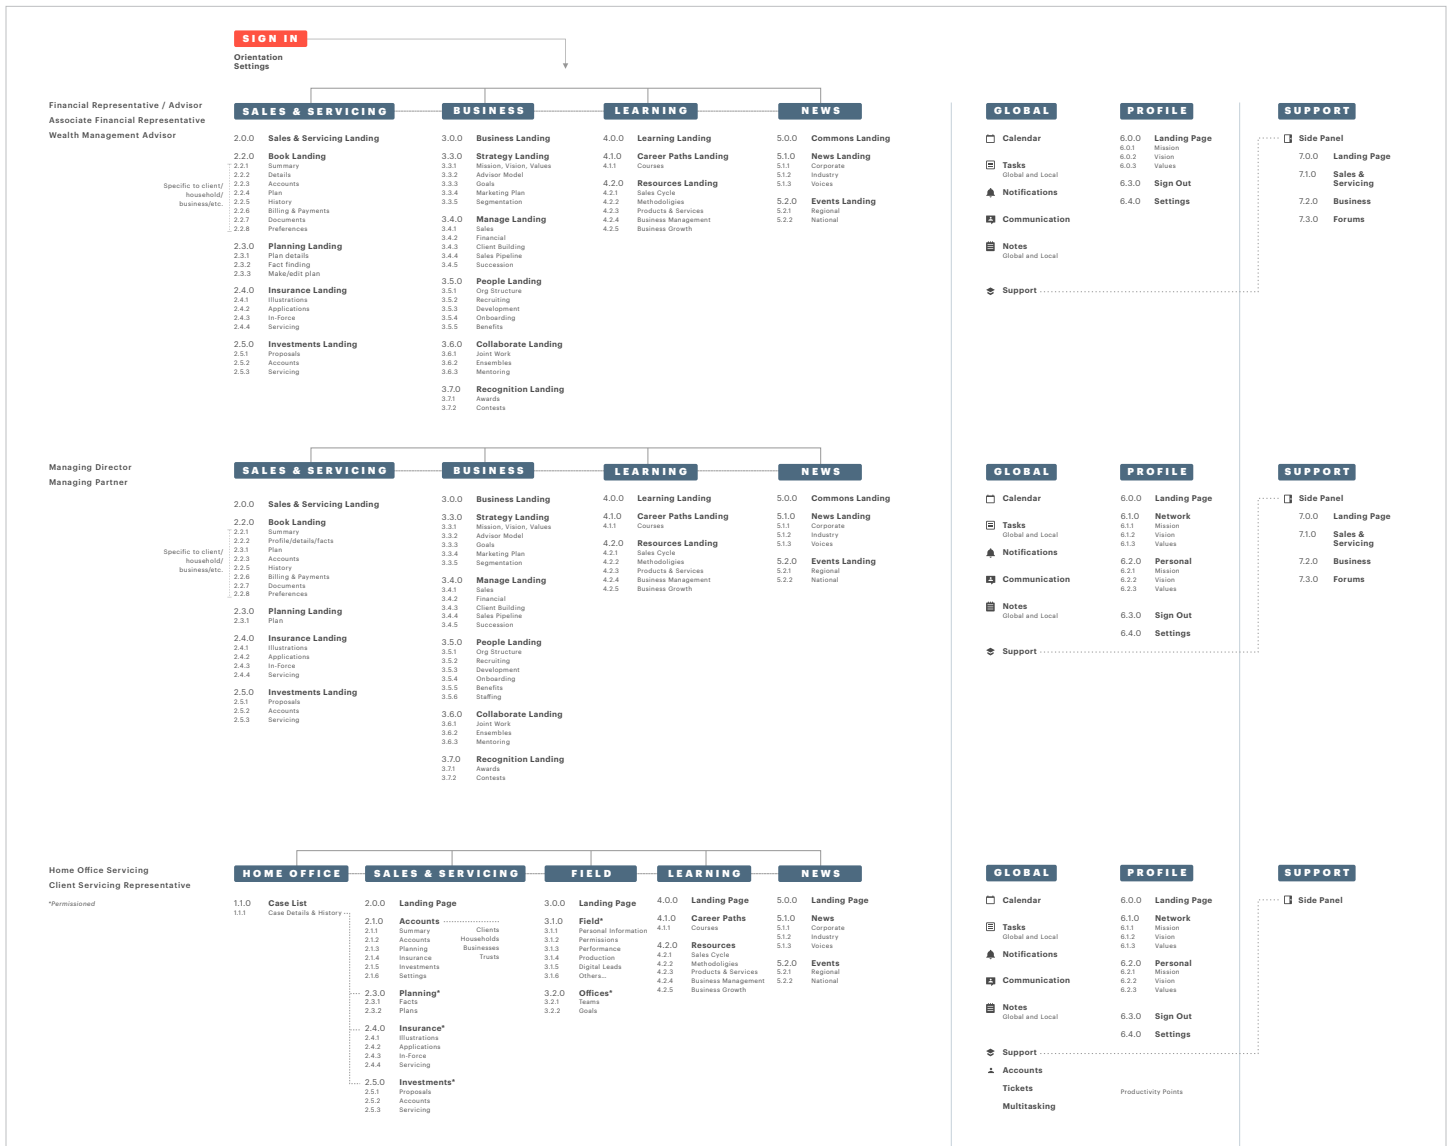 SIGN IN
Orientation
Settings
Financial Representative / Advisor
Associate Financial Representative
Wealth Management Advisor
SALES & SERVICING
2.0.0 Sales & Servicing Landing
2.2.0 Book Landing
2.2.1 Summary
2.2.2 Details
2.2.3 Accounts
2.2.4 Plan
2.2.5 History
2.2.6 Billing & Payments
2.2.7 Documents
2.2.8 Preferences
Specific to client/
household/
business/etc.
2.3.0 Planning Landing
2.3.1 Plan details
2.3.2 Fact finding
2.3.3 Make/edit plan
2.4.0 Insurance Landing
2.4.1 Illustrations
2.4.2 Applications
2.4.3 In-Force
2.4.4 Servicing
2.5.0 Investments Landing
2.5.1 Proposals
2.5.2 Accounts
2.5.3 Servicing
BUSINESS
3.0.0 Business Landing
3.3.0 Strategy Landing
3.3.1 Mission, Vision, Values
3.3.2 Advisor Model
3.3.3 Goals
3.3.4 Marketing Plan
3.3.5 Segmentation
3.4.0 Manage Landing
3.4.1 Sales
3.4.2 Financial
3.4.3 Client Building
3.4.4 Sales Pipeline
3.4.5 Succession
3.5.0 People Landing
3.5.1 Org Structure
3.5.2 Recruiting
3.5.3 Development
3.5.4 Onboarding
3.5.5 Benefits
3.6.0 Collaborate Landing
3.6.1 Joint Work
3.6.2 Ensembles
3.6.3 Mentoring
3.7.0 Recognition Landing
3.7.1 Awards
3.7.2 Contests
LEARNING
4.0.0 Learning Landing
4.1.0 Career Paths Landing
4.1.1 Courses
4.2.0 Resources Landing
4.2.1 Sales Cycle
4.2.2 Methodoligies
4.2.3 Products & Services
4.2.4 Business Management
4.2.5 Business Growth
NEWS
5.0.0 Commons Landing
5.1.0 News Landing
5.1.1 Corporate
5.1.2 Industry
5.1.3 Voices
5.2.0 Events Landing
5.2.1 Regional
5.2.2 National
GLOBAL
Calendar
Tasks
Global and Local
Notifications
Communication
Notes
Global and Local
Support
PROFILE
6.0.0 Landing Page
6.0.1 Mission
6.0.2 Vision
6.0.3 Values
6.3.0 Sign Out
6.4.0 Settings
SUPPORT
Side Panel
7.0.0 Landing Page
7.1.0 Sales &
Servicing
7.2.0 Business
7.3.0 Forums
Managing Director
Managing Partner
SALES & SERVICING
2.0.0 Sales & Servicing Landing
2.2.0 Book Landing
2.2.1 Summary
2.2.2 Profile/details/facts
2.3.1 Plan
2.2.3 Accounts
2.2.5 History
2.2.6 Billing & Payments
2.2.7 Documents
2.2.8 Preferences
Specific to client/
household/
business/etc.
2.3.0 Planning Landing
2.3.1 Plan
2.4.0 Insurance Landing
2.4.1 Illustrations
2.4.2 Applications
2.4.3 In-Force
2.4.4 Servicing
2.5.0 Investments Landing
2.5.1 Proposals
2.5.2 Accounts
2.5.3 Servicing
BUSINESS
3.0.0 Business Landing
3.3.0 Strategy Landing
3.3.1 Mission, Vision, Values
3.3.2 Advisor Model
3.3.3 Goals
3.3.4 Marketing Plan
3.3.5 Segmentation
3.4.0 Manage Landing
3.4.1 Sales
3.4.2 Financial
3.4.3 Client Building
3.4.4 Sales Pipeline
3.4.5 Succession
3.5.0 People Landing
3.5.1 Org Structure
3.5.2 Recruiting
3.5.3 Development
3.5.4 Onboarding
3.5.5 Benefits
3.5.6 Staffing
3.6.0 Collaborate Landing
3.6.1 Joint Work
3.6.2 Ensembles
3.6.3 Mentoring
3.7.0 Recognition Landing
3.7.1 Awards
3.7.2 Contests
LEARNING
4.0.0 Learning Landing
4.1.0 Career Paths Landing
4.1.1 Courses
4.2.0 Resources Landing
4.2.1 Sales Cycle
4.2.2 Methodoligies
4.2.3 Products & Services
4.2.4 Business Management
4.2.5 Business Growth
NEWS
5.0.0 Commons Landing
5.1.0 News Landing
5.1.1 Corporate
5.1.2 Industry
5.1.3 Voices
5.2.0 Events Landing
5.2.1 Regional
5.2.2 National
GLOBAL
Calendar
Tasks
Global and Local
Notifications
Communication
Notes
Global and Local
Support
PROFILE
6.0.0 Landing Page
6.1.0 Network
6.1.1 Mission
6.1.2 Vision
6.1.3 Values
6.2.0 Personal
6.2.1 Mission
6.2.2 Vision
6.2.3 Values
6.3.0 Sign Out
6.4.0 Settings
SUPPORT
Side Panel
7.0.0 Landing Page
7.1.0 Sales &
Servicing
7.2.0 Business
7.3.0 Forums
Home Office Servicing
Client Servicing Representative
*Permissioned
HOME OFFICE
1.1.0 Case List
1.1.1 Case Details & History
SALES & SERVICING
2.0.0 Landing Page
2.1.0 Accounts
2.1.1 Summary
2.1.2 Accounts
2.1.3 Planning
2.1.4 Insurance
2.1.5 Investments
2.1.6 Settings
Clients
Households
Businesses
Trusts
2.3.0 Planning*
2.3.1 Facts
2.3.2 Plans
2.4.0 Insurance*
2.4.1 Illustrations
2.4.2 Applications
2.4.3 In-Force
2.4.4 Servicing
2.5.0 Investments*
2.5.1 Proposals
2.5.2 Accounts
2.5.3 Servicing
FIELD
3.0.0 Landing Page
3.1.0 Field*
3.1.1 Personal Information
3.1.2 Permissions
3.1.3 Performance
3.1.4 Production
3.1.5 Digital Leads
3.1.6 Others...
3.2.0 Offices*
3.2.1 Teams
3.2.2 Goals
LEARNING
4.0.0 Landing Page
4.1.0 Career Paths
4.1.1 Courses
4.2.0 Resources
4.2.1 Sales Cycle
4.2.2 Methodoligies
4.2.3 Products & Services
4.2.4 Business Management
4.2.5 Business Growth
NEWS
5.0.0 Landing Page
5.1.0 News
5.1.1 Corporate
5.1.2 Industry
5.1.3 Voices
5.2.0 Events
5.2.1 Regional
5.2.2 National
GLOBAL
Calendar
Tasks
Global and Local
Notifications
Communication
Notes
Global and Local
Support
Accounts
Tickets
Multitasking
PROFILE
6.0.0 Landing Page
6.1.0 Network
6.1.1 Mission
6.1.2 Vision
6.1.3 Values
6.2.0 Personal
6.2.1 Mission
6.2.2 Vision
6.2.3 Values
6.3.0 Sign Out
6.4.0 Settings
Productivity Points
SUPPORT
Side Panel